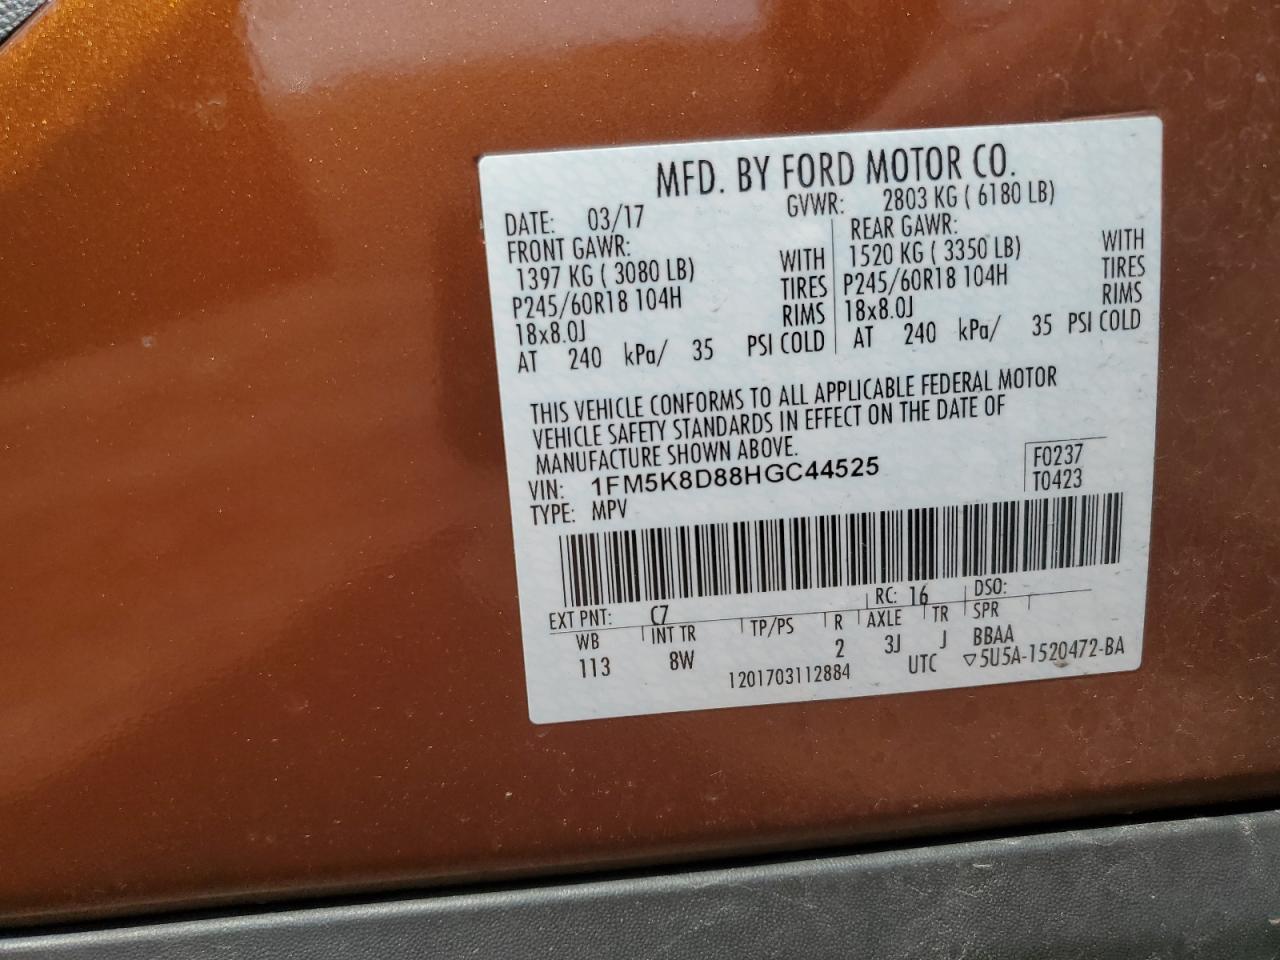 MFD. BY FORD MOTOR CO.
DATE: 03/17 GVWR: 2803 KG ( 6180 LB)
FRONT GAWR: REAR GAWR:
1397 KG ( 3080 LB) WITH 1520 KG ( 3350 LB) WITH
P245/60R18 104H TIRES P245/60R18 104H TIRES
18x8.0J RIMS 18x8.0J RIMS
AT 240 kPa/ 35 PSI COLD AT 240 kPa/ 35 PSI COLD
THIS VEHICLE CONFORMS TO ALL APPLICABLE FEDERAL MOTOR
VEHICLE SAFETY STANDARDS IN EFFECT ON THE DATE OF
MANUFACTURE SHOWN ABOVE.
VIN: 1FM5K8D88HGC44525 F0237
TYPE: MPV T0423
EXT PNT: C7 RC: 16 DSO:
WB INT TR TP/PS R AXLE TR SPR
113 8W 2 3J J BBAA
1201703112884 UTC ▽5U5A-1520472-BA